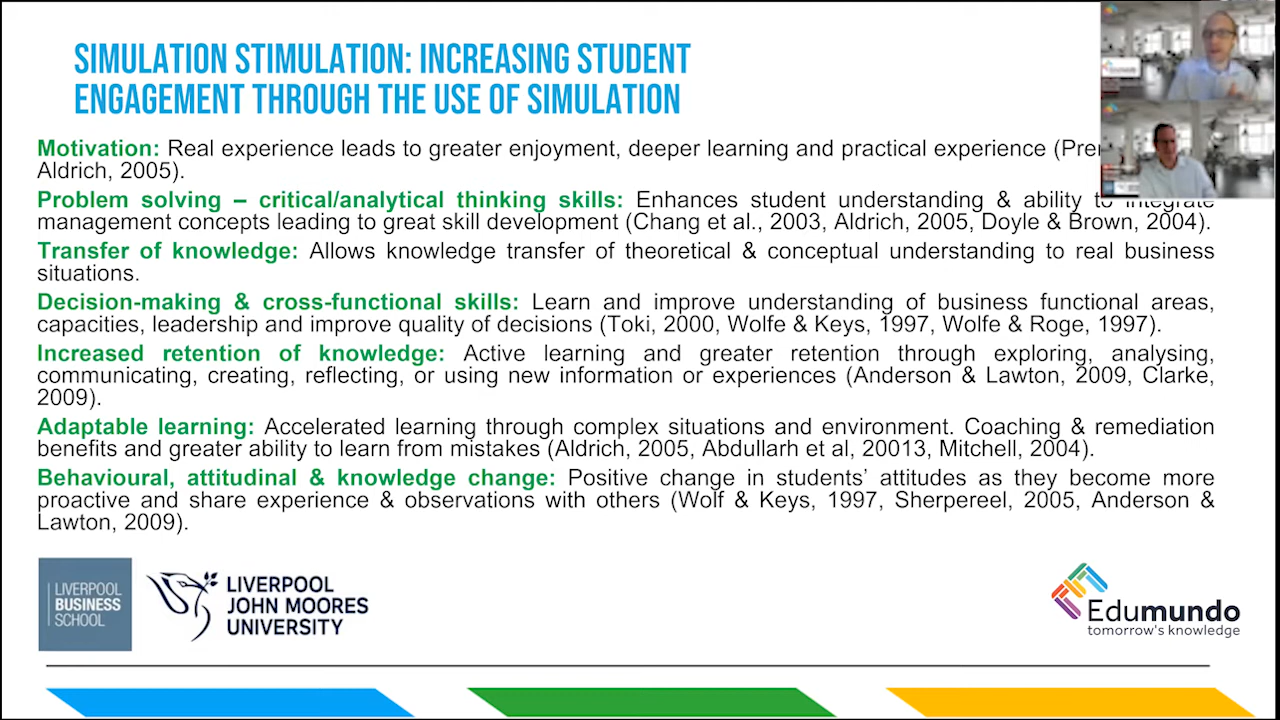 SIMULATION STIMULATION: INCREASING STUDENT
ENGAGEMENT THROUGH THE USE OF SIMULATION
Motivation: Real experience leads to greater enjoyment, deeper learning and practical experience
Aldrich, 2005).
Problem solving – critical/analytical thinking skills: Enhances student understanding & ability to integrate
management concepts leading to great skill development (Chang et al., 2003, Aldrich, 2005, Doyle & Brown, 2004).
Transfer of knowledge: Allows knowledge transfer of theoretical & conceptual understanding to real business
situations.
Decision-making & cross-functional skills: Learn and improve understanding of business functional areas,
capacities, leadership and improve quality of decisions (Toki, 2000, Wolfe & Keys, 1997, Wolfe & Roge, 1997).
Increased retention of knowledge: Active learning and greater retention through exploring, analysing,
communicating, creating, reflecting, or using new information or experiences (Anderson & Lawton, 2009, Clarke,
2009).
Adaptable learning: Accelerated learning through complex situations and environment. Coaching & remediation
benefits and greater ability to learn from mistakes (Aldrich, 2005, Abdullarh et al, 20013, Mitchell, 2004).
Behavioural, attitudinal & knowledge change: Positive change in students' attitudes as they become more
proactive and share experience & observations with others (Wolf & Keys, 1997, Sherpereel, 2005, Anderson &
Lawton, 2009).
LIVERPOOL
BUSINESS
SCHOOL
LIVERPOOL
JOHN MOORES
UNIVERSITY
Edumundo
tomorrow's knowledge